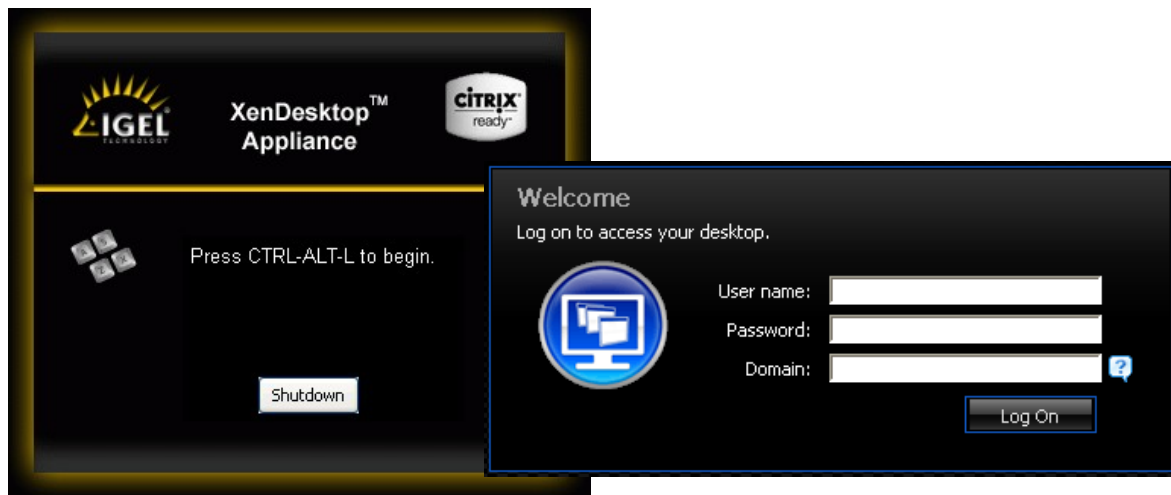 IGEL
TECHNOLOGY
XenDesktop™
Appliance
CITRIX®
ready™
Press CTRL-ALT-L to begin.
Shutdown
Welcome
Log on to access your desktop.
User name:
Password:
Domain:
?
Log On